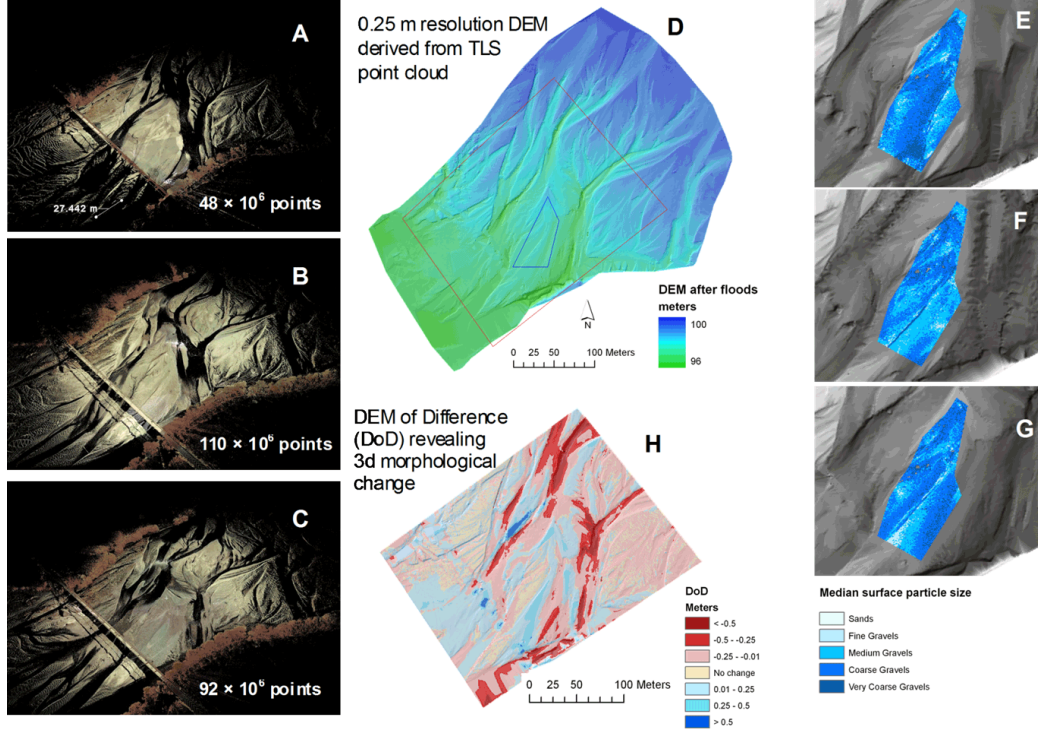 A
27.442 m
48 × 10⁶ points
B
110 × 10⁶ points
C
92 × 10⁶ points
0.25 m resolution DEM
derived from TLS
point cloud
D
DEM after floods
meters
100
96
N
0 25 50 100 Meters
DEM of Difference
(DoD) revealing
3d morphological
change
H
DoD
Meters
< -0.5
-0.5 - -0.25
-0.25 - -0.01
No change
0.01 - 0.25
0.25 - 0.5
> 0.5
0 25 50 100 Meters
E
F
G
Median surface particle size
Sands
Fine Gravels
Medium Gravels
Coarse Gravels
Very Coarse Gravels